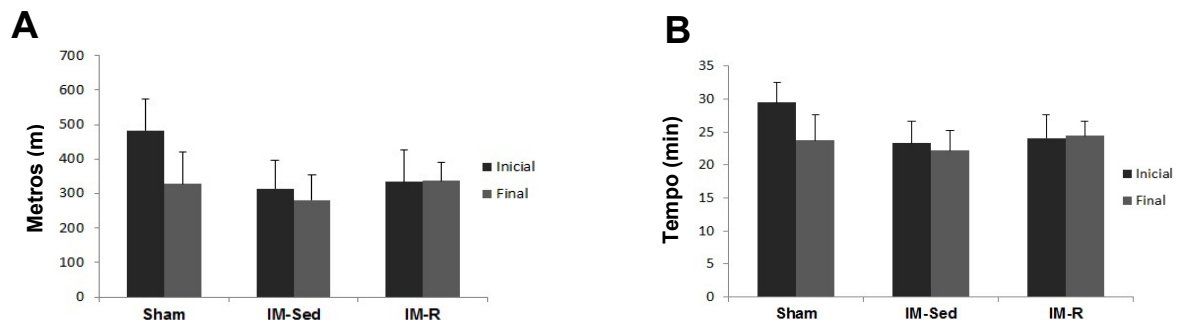 A
Metros (m)
700
600
500
400
300
200
100
0
Sham IM-Sed IM-R
Inicial
Final
B
Tempo (min)
35
30
25
20
15
10
5
0
Sham IM-Sed IM-R
Inicial
Final